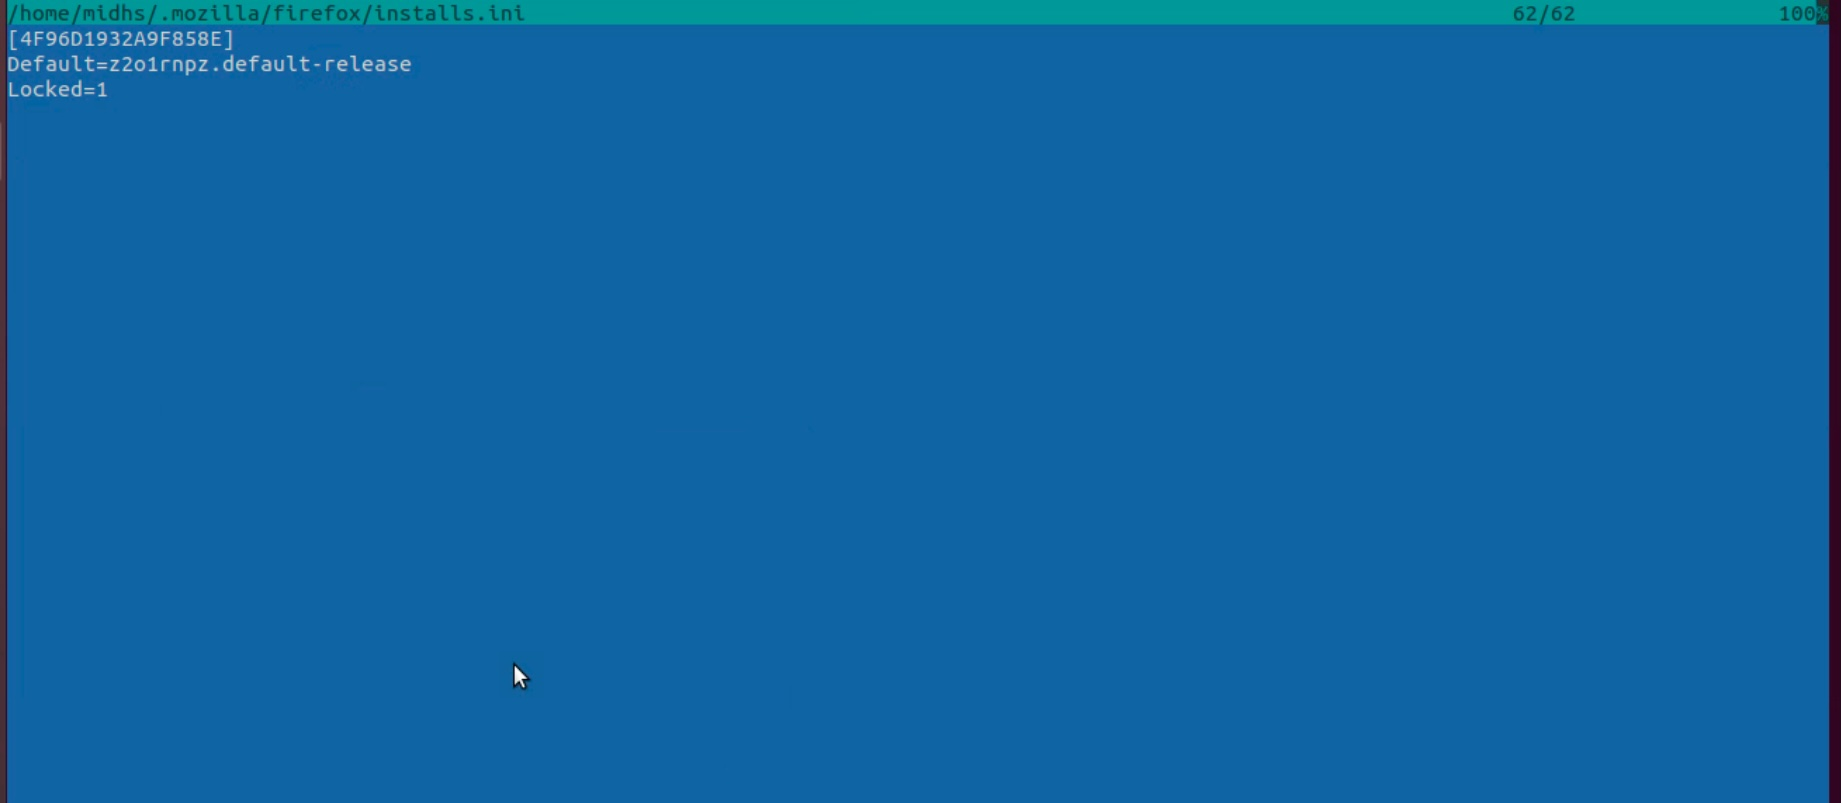 /home/midhs/.mozilla/firefox/installs.ini 62/62 100%
[4F96D1932A9F858E]
Default=z2o1rnpz.default-release
Locked=1